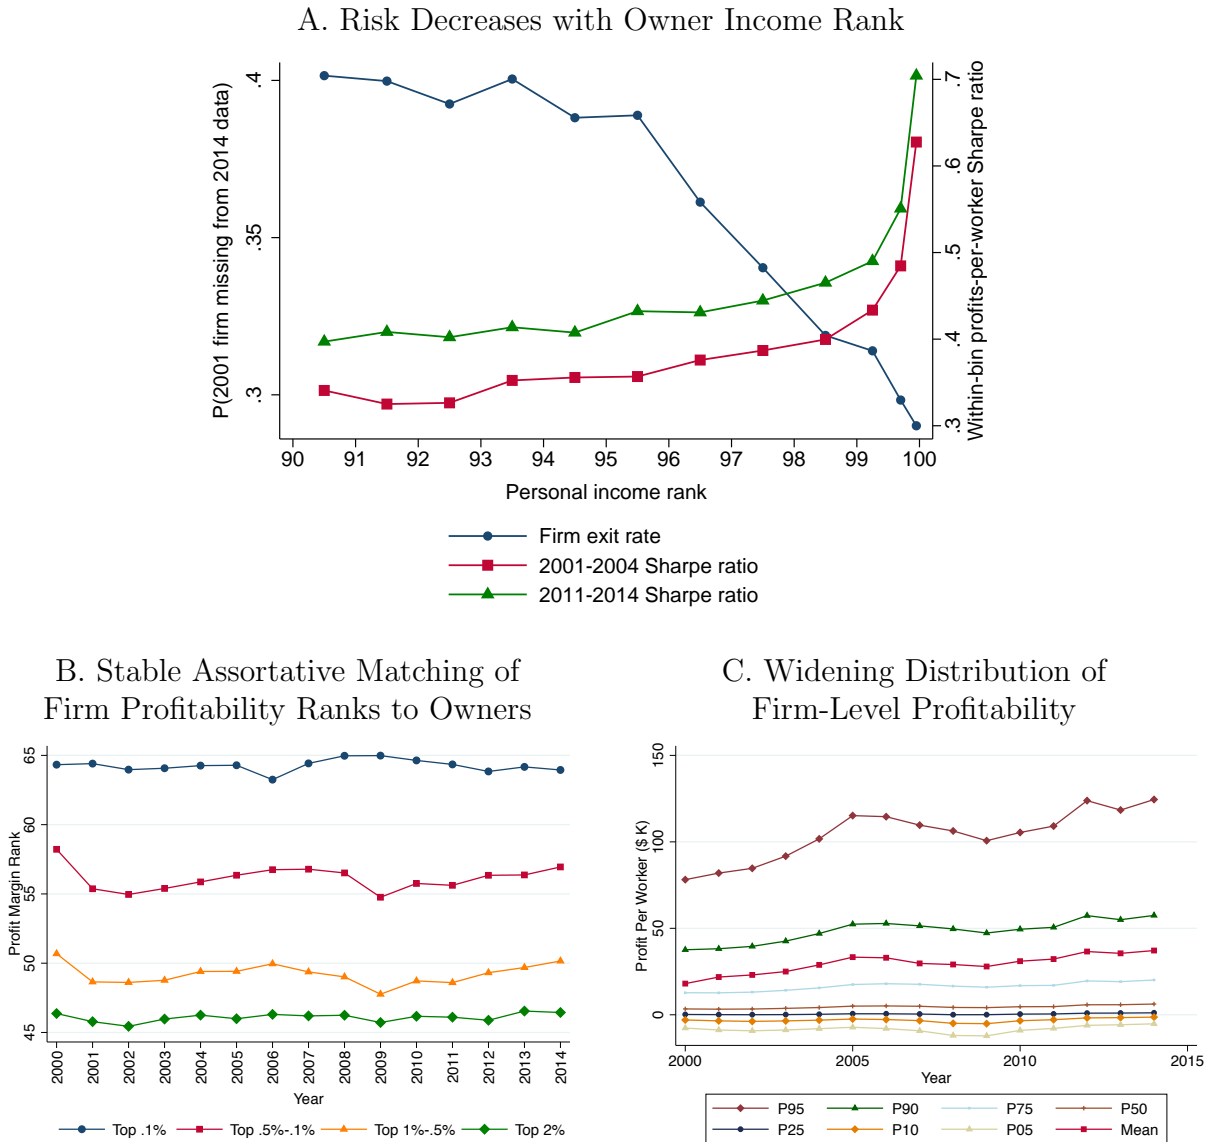 A. Risk Decreases with Owner Income Rank
P(2001 firm missing from 2014 data)
.4
.35
.3
Within-bin profits-per-worker Sharpe ratio
.7
.6
.5
.4
.3
90 91 92 93 94 95 96 97 98 99 100
Personal income rank
Firm exit rate
2001-2004 Sharpe ratio
2011-2014 Sharpe ratio
B. Stable Assortative Matching of
Firm Profitability Ranks to Owners
Profit Margin Rank
65
60
55
50
45
2000 2001 2002 2003 2004 2005 2006 2007 2008 2009 2010 2011 2012 2013 2014
Year
Top .1% Top .5%-.1% Top 1%-.5% Top 2%
C. Widening Distribution of
Firm-Level Profitability
Profit Per Worker ($ K)
150
100
50
0
2000 2005 2010 2015
Year
P95 P90 P75 P50
P25 P10 P05 Mean